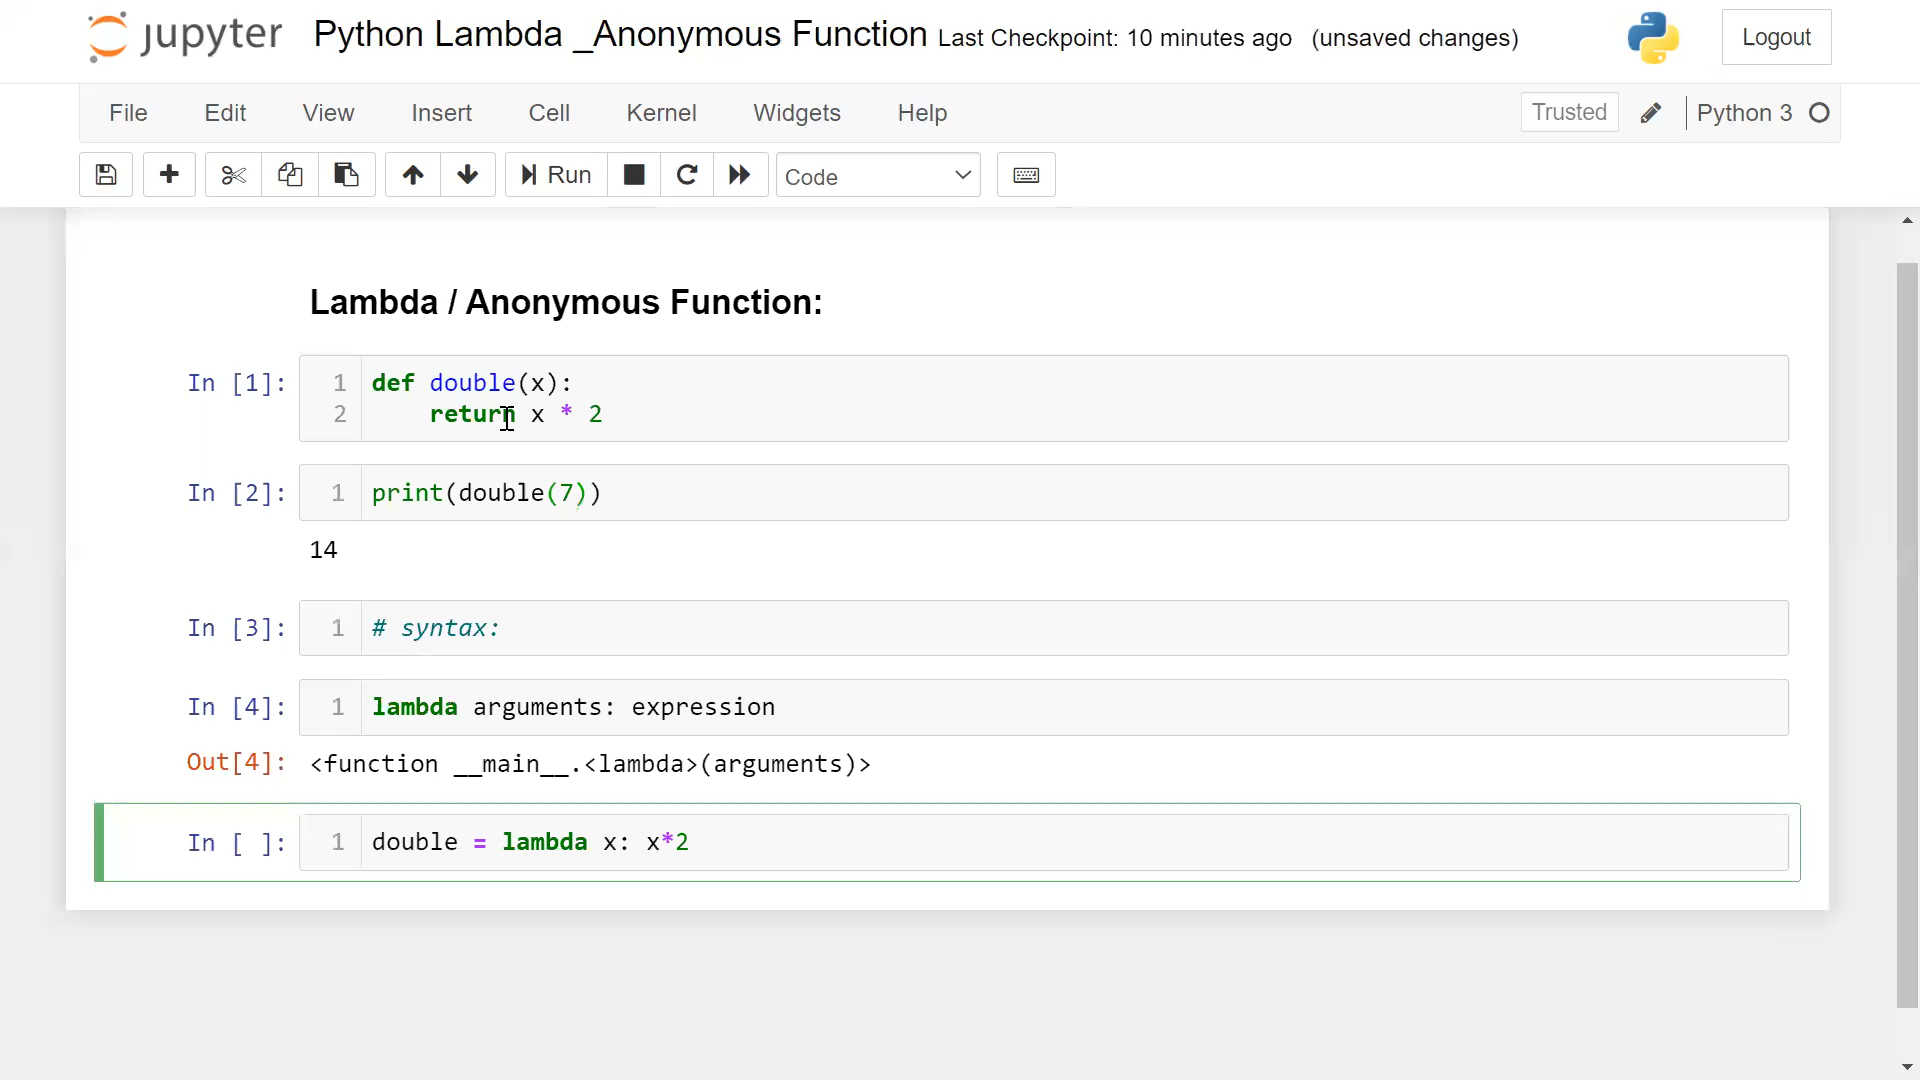 jupyter Python Lambda _Anonymous Function Last Checkpoint: 10 minutes ago (unsaved changes) Logout
File Edit View Insert Cell Kernel Widgets Help Trusted Python 3
Run Code
Lambda / Anonymous Function:
In [1]: 1 def double(x):
2     return x * 2
In [2]: 1 print(double(7))
14
In [3]: 1 # syntax:
In [4]: 1 lambda arguments: expression
Out[4]: <function __main__.<lambda>(arguments)>
In [ ]: 1 double = lambda x: x*2